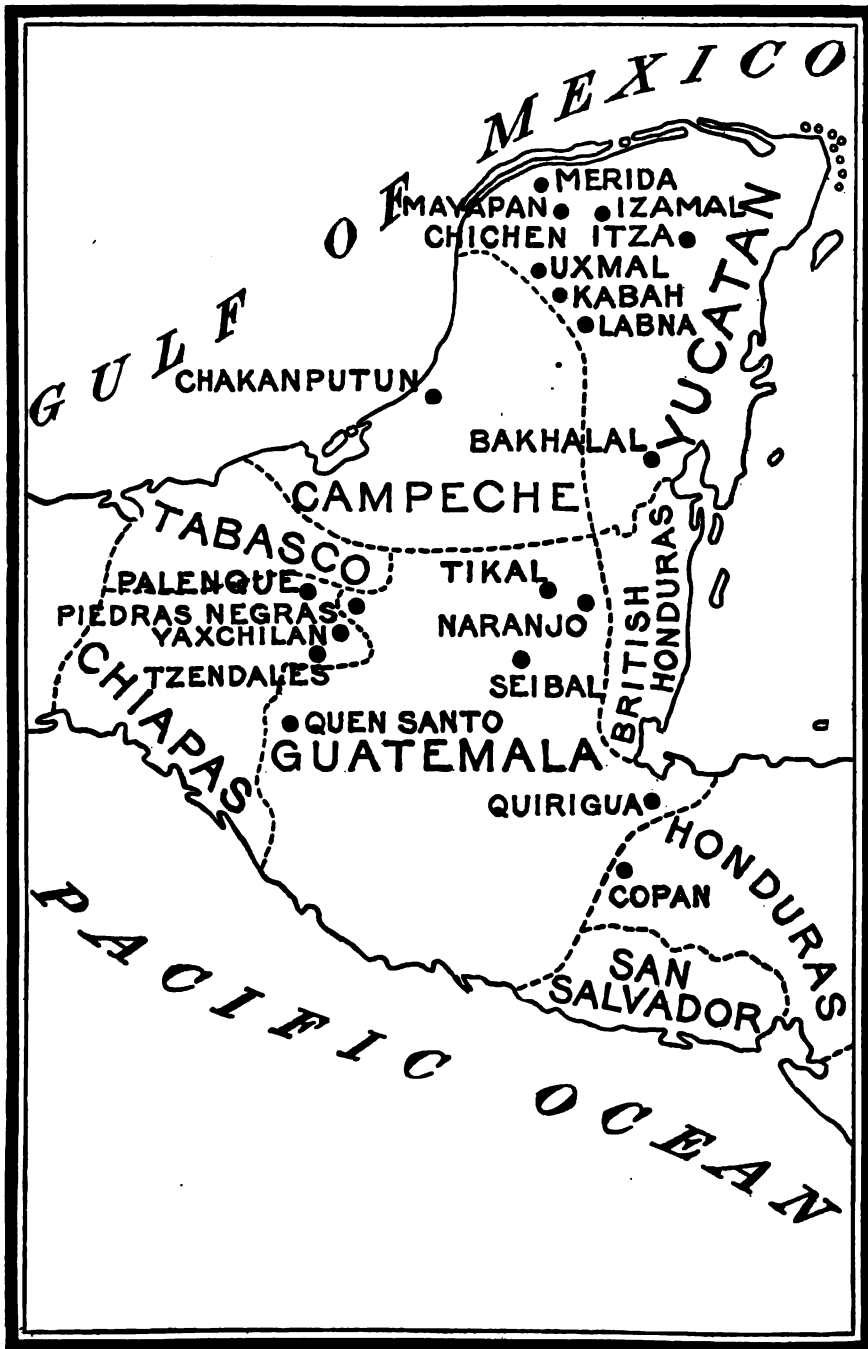 GULF OF MEXICO
MERIDA
MAYAPAN
IZAMAL
CHICHEN ITZA
UXMAL
KABAH
LABNA
YUCATAN
CHAKANPUTUN
BAKHALAL
CAMPECHE
TABASCO
BRITISH
HONDURAS
TIKAL
PALENQUE
PIEDRAS NEGRAS
NARANJO
YAXCHILAN
TZENDALES
SEIBAL
CHIAPAS
QUEN SANTO
GUATEMALA
QUIRIGUA
HONDURAS
COPAN
SAN
SALVADOR
PACIFIC OCEAN